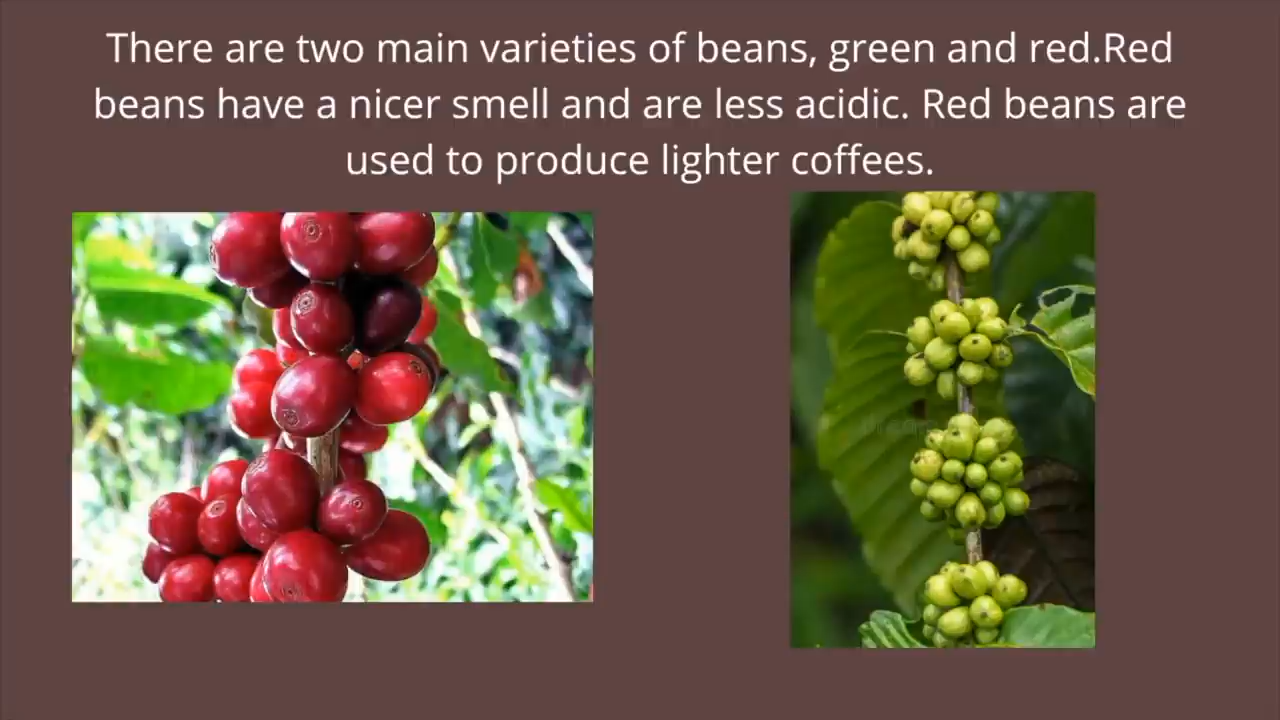 There are two main varieties of beans, green and red.Red
beans have a nicer smell and are less acidic. Red beans are
used to produce lighter coffees.